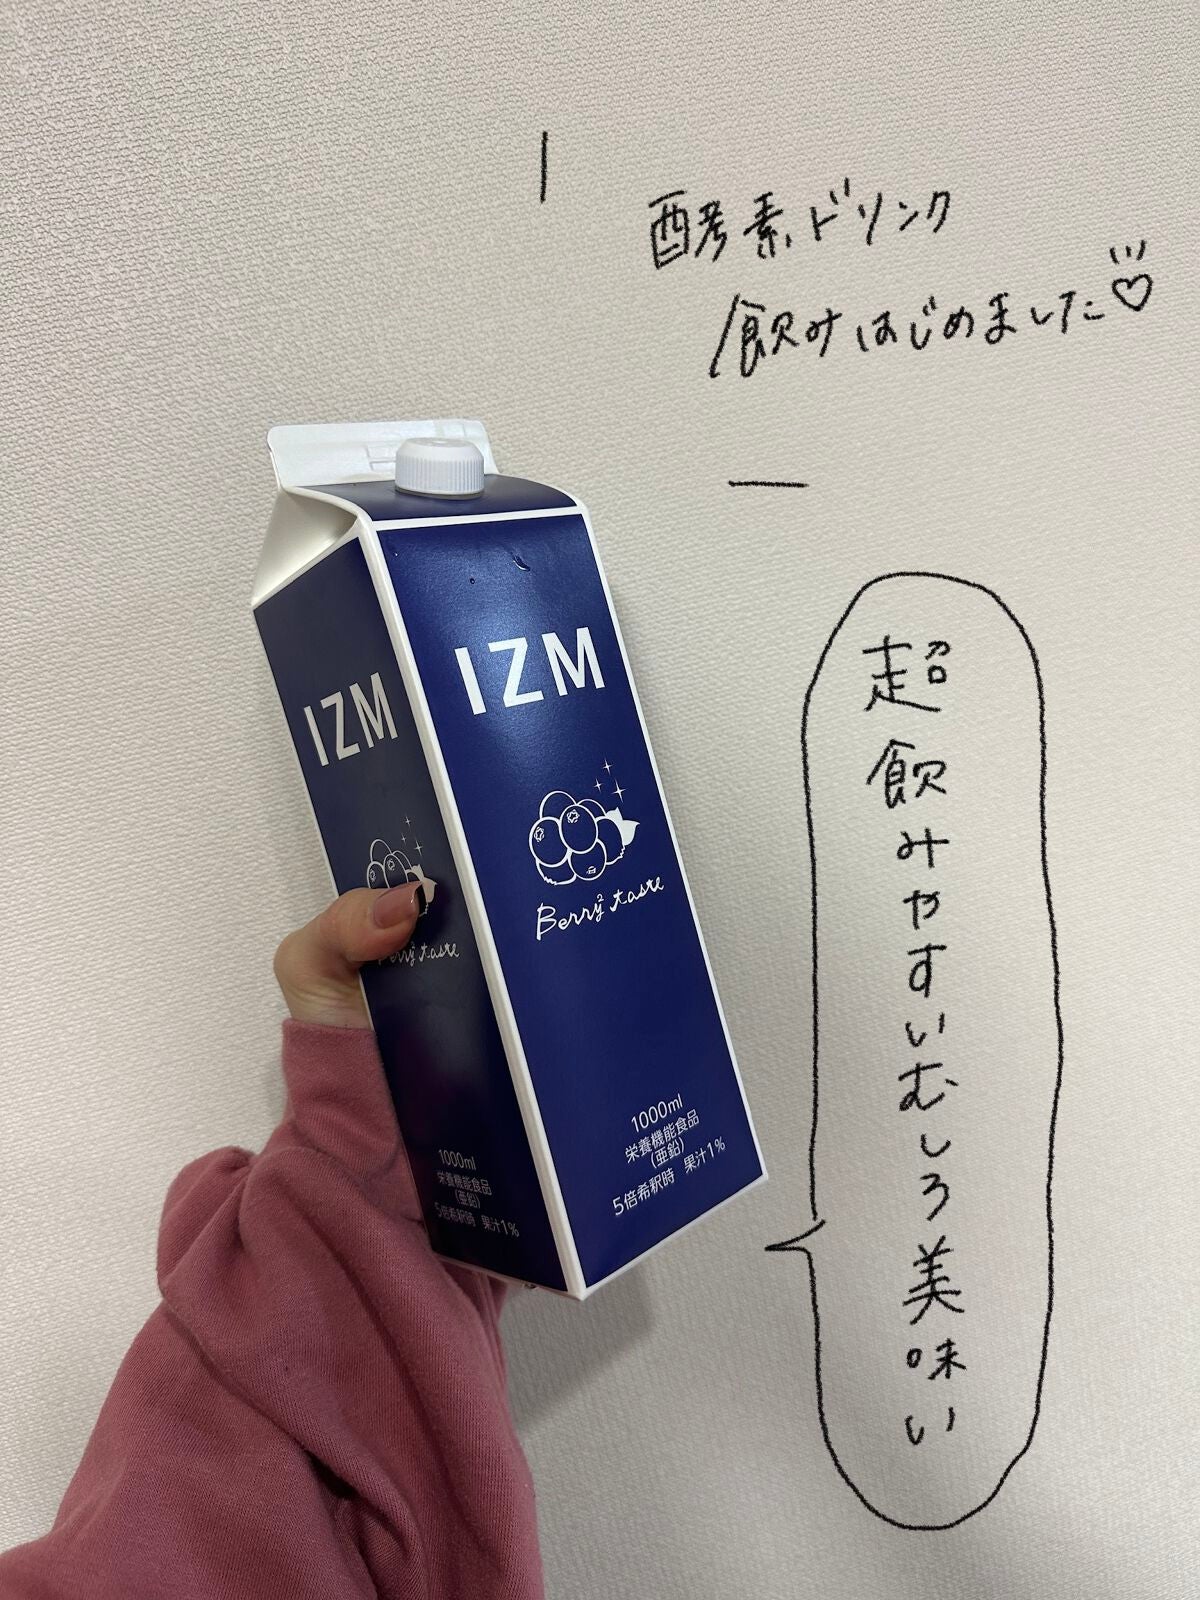 酵素ドリンク
飲みはじめました♡
IZM
Berry² taste
1000ml
栄養機能食品
(亜鉛)
5倍希釈時 果汁1%
IZM
Berry² taste
1000ml
栄養機能食品
(亜鉛)
5倍希釈時 果汁1%
超飲みやすいむしろ美味い